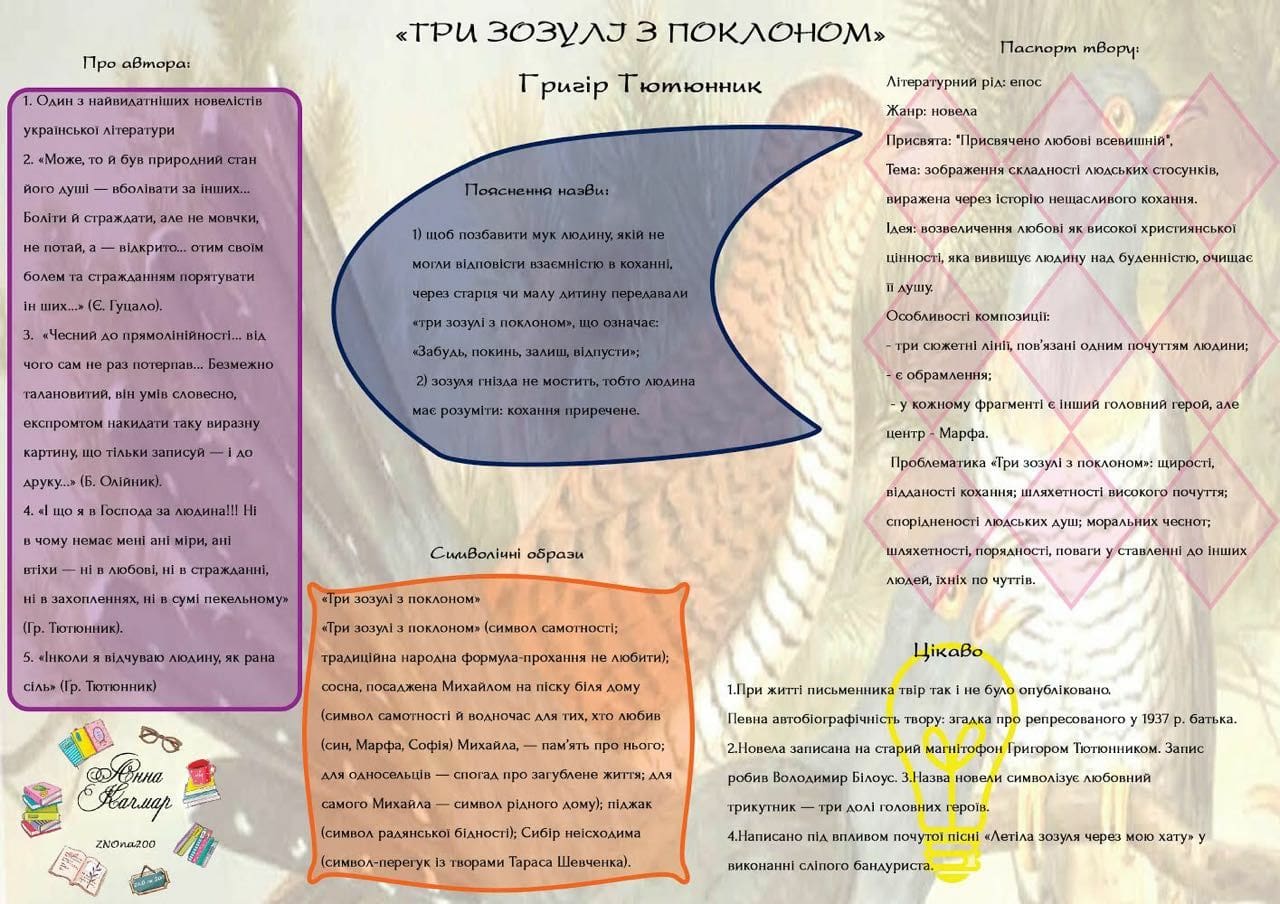 «ТРИ ЗОЗУЛІ З ПОКЛОНОМ»
Григір Тютюнник
Про автора:
1. Один з найвидатніших новелістів
української літератури
2. «Може, то й був природний стан
його душі — вболівати за інших...
Боліти й страждати, але не мовчки,
не потай, а — відкрито... отим своїм
болем та стражданням порятувати
ін ших...» (Є. Гуцало).
3. «Чесний до прямолінійності... від
чого сам не раз потерпав... Безмежно
талановитий, він умів словесно,
експромтом накидати таку виразну
картину, що тільки записуй — і до
друку...» (Б. Олійник).
4. «І що я в Господа за людина!!! Ні
в чому немає мені ані міри, ані
втіхи — ні в любові, ні в стражданні,
ні в захопленнях, ні в сумі пекельному»
(Гр. Тютюнник).
5. «Інколи я відчуваю людину, як рана
сіль» (Гр. Тютюнник)
Анна
Качмар
ZNOna200
Пояснення назви:
1) щоб позбавити мук людину, якій не
могли відповісти взаємністю в коханні,
через старця чи малу дитину передавали
«три зозулі з поклоном», що означає:
«Забудь, покинь, залиш, відпусти»;
2) зозуля гнізда не мостить, тобто людина
має розуміти: кохання приречене.
Символічні образи
«Три зозулі з поклоном»
«Три зозулі з поклоном» (символ самотності;
традиційна народна формула-прохання не любити);
сосна, посаджена Михайлом на піску біля дому
(символ самотності й водночас для тих, хто любив
(син, Марфа, Софія) Михайла, — пам'ять про нього;
для односельців — спогад про загублене життя; для
самого Михайла — символ рідного дому); піджак
(символ радянської бідності); Сибір неісходима
(символ-перегук із творами Тараса Шевченка).
Паспорт твору:
Літературний рід: епос
Жанр: новела
Присвята: "Присвячено любові всевишній",
Тема: зображення складності людських стосунків,
виражена через історію нещасливого кохання.
Ідея: возвеличення любові як високої християнської
цінності, яка вивищує людину над буденністю, очищає
її душу.
Особливості композиції:
- три сюжетні лінії, пов'язані одним почуттям людини;
- є обрамлення;
- у кожному фрагменті є інший головний герой, але
центр - Марфа.
Проблематика «Три зозулі з поклоном»: щирості,
відданості кохання; шляхетності високого почуття;
спорідненості людських душ; моральних чеснот;
шляхетності, порядності, поваги у ставленні до інших
людей, їхніх по чуттів.
Цікаво
1.При житті письменника твір так і не було опубліковано.
Певна автобіографічність твору: згадка про репресованого у 1937 р. батька.
2.Новела записана на старий магнітофон Григором Тютюнником. Запис
робив Володимир Білоус. 3.Назва новели символізує любовний
трикутник — три долі головних героїв.
4.Написано під впливом почутої пісні «Летіла зозуля через мою хату» у
виконанні сліпого бандуриста.